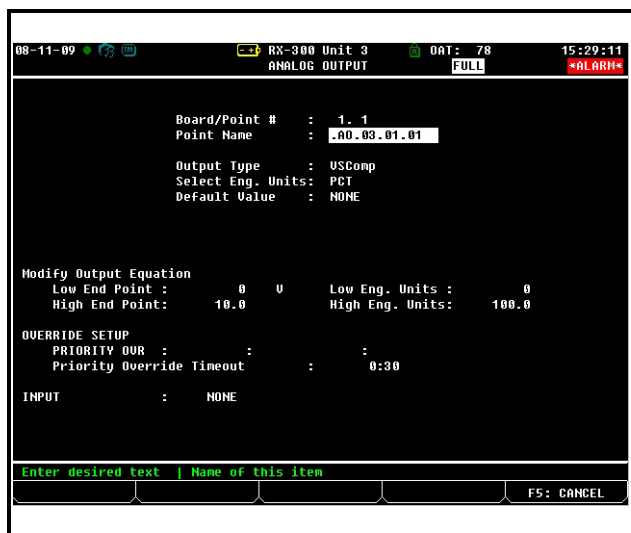 08-11-09 TM RX-300 Unit 3 OAT: 78 15:29:11
ANALOG OUTPUT FULL *ALARM*
Board/Point # : 1. 1
Point Name : .AO.03.01.01
Output Type : VSComp
Select Eng. Units: PCT
Default Value : NONE
Modify Output Equation
Low End Point : 0 V Low Eng. Units : 0
High End Point: 10.0 High Eng. Units: 100.0
OVERRIDE SETUP
PRIORITY OVR : : :
Priority Override Timeout : 0:30
INPUT : NONE
Enter desired text | Name of this item
F5: CANCEL